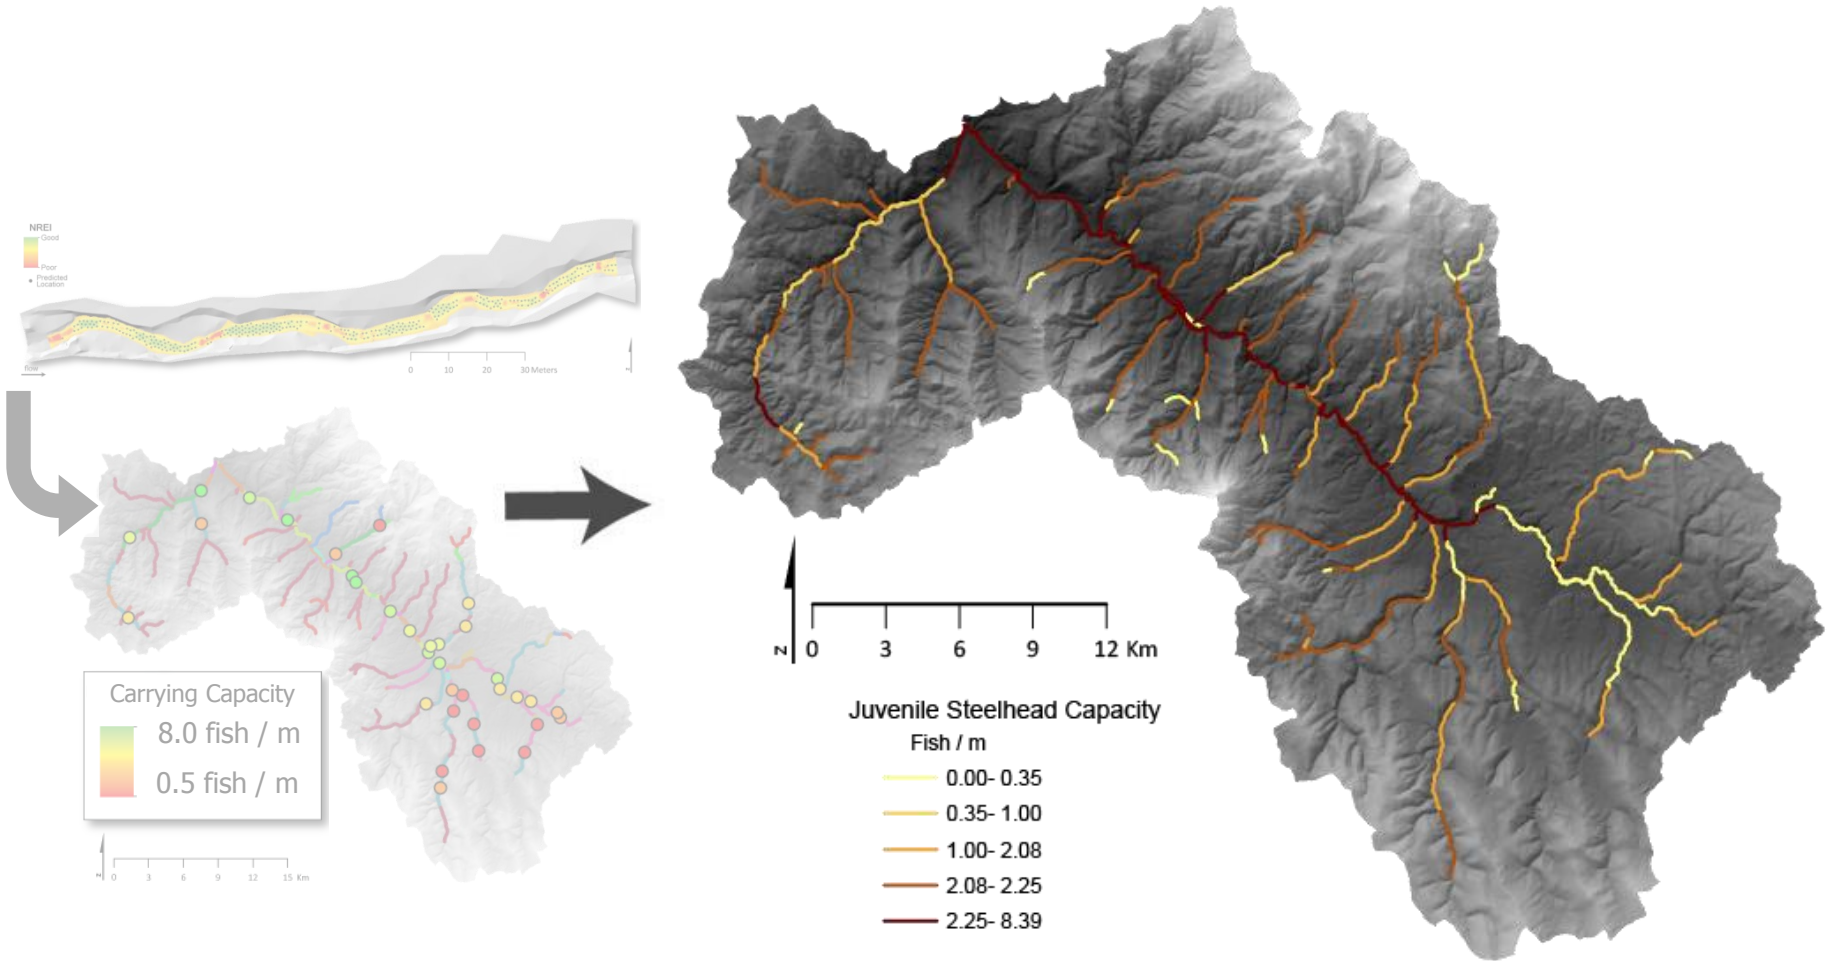 NREI
Good
Poor
Predicted
Location
flow
0 10 20 30 Meters
Carrying Capacity
8.0 fish / m
0.5 fish / m
N
0 3 6 9 12 15 Km
N
0 3 6 9 12 Km
Juvenile Steelhead Capacity
Fish / m
0.00- 0.35
0.35- 1.00
1.00- 2.08
2.08- 2.25
2.25- 8.39